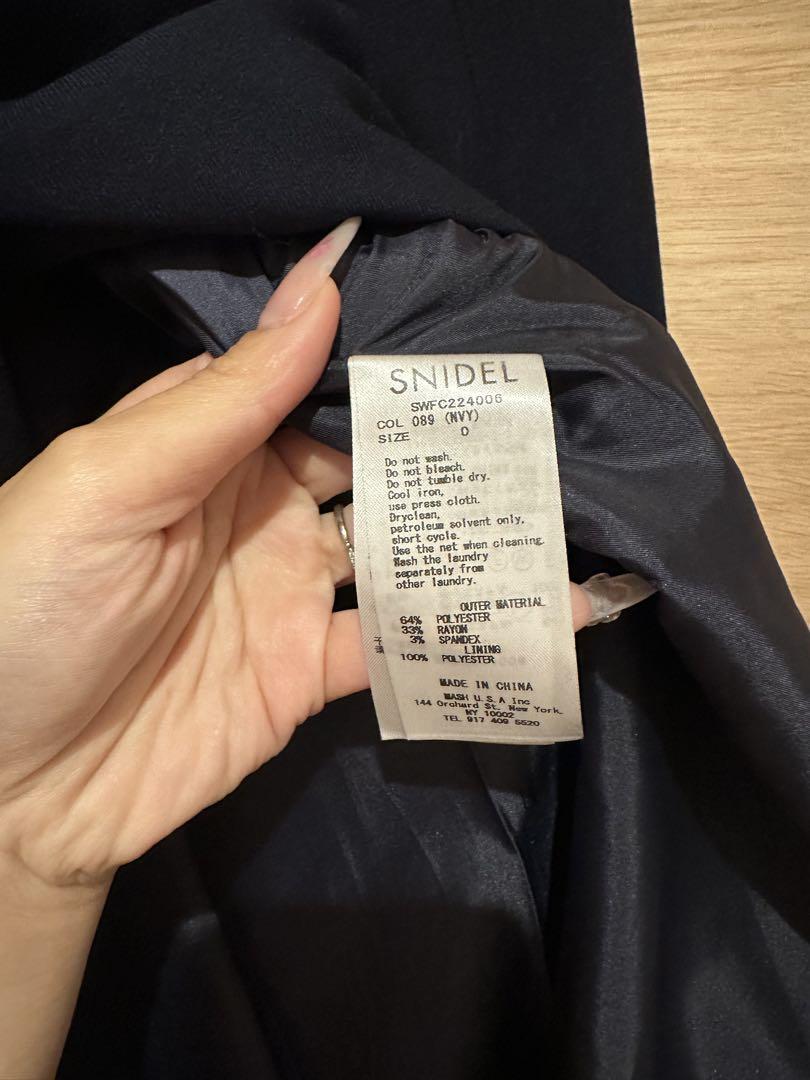 SNIDEL
SWFC224006
COL 089 (NVY)
SIZE 0
Do not wash.
Do not bleach.
Do not tumble dry.
Cool iron,
use press cloth.
Dryclean,
petroleum solvent only,
short cycle.
Use the net when cleaning.
Wash the laundry
separately from
other laundry.
OUTER MATERIAL
64% POLYESTER
33% RAYON
3% SPANDEX
LINING
100% POLYESTER
MADE IN CHINA
MASH U.S.A Inc
144 Orchard St. New York,
NY 10002
TEL 917 409 5520